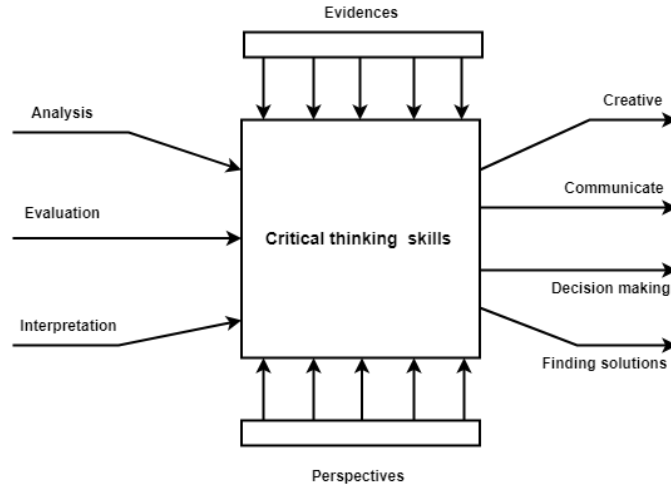 Evidences
Analysis
Creative
Evaluation
Communicate
Critical thinking skills
Decision making
Interpretation
Finding solutions
Perspectives